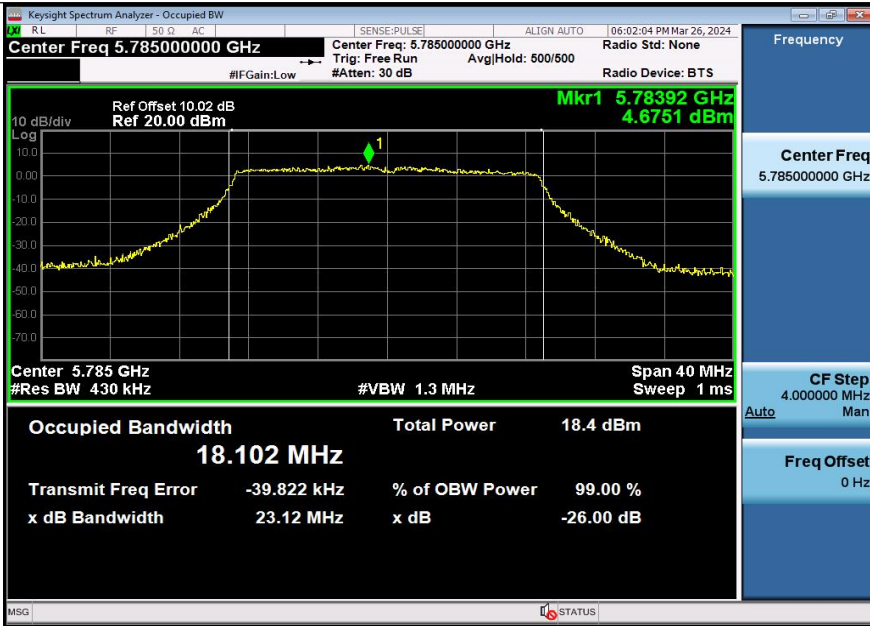 Keysight Spectrum Analyzer - Occupied BW
LXI RL RF 50 Ω AC SENSE:PULSE ALIGN AUTO 06:02:04 PM Mar 26, 2024
Center Freq 5.785000000 GHz Center Freq: 5.785000000 GHz Radio Std: None
Trig: Free Run Avg|Hold: 500/500
#IFGain:Low #Atten: 30 dB Radio Device: BTS
Ref Offset 10.02 dB Mkr1 5.78392 GHz
10 dB/div Ref 20.00 dBm 4.6751 dBm
Log
1
10.0
0.00
-10.0
-20.0
-30.0
-40.0
-50.0
-60.0
-70.0
Center 5.785 GHz Span 40 MHz
#Res BW 430 kHz #VBW 1.3 MHz Sweep 1 ms
Occupied Bandwidth Total Power 18.4 dBm
18.102 MHz
Transmit Freq Error -39.822 kHz % of OBW Power 99.00 %
x dB Bandwidth 23.12 MHz x dB -26.00 dB
MSG STATUS
Frequency
Center Freq
5.785000000 GHz
CF Step
4.000000 MHz
Auto Man
Freq Offset
0 Hz